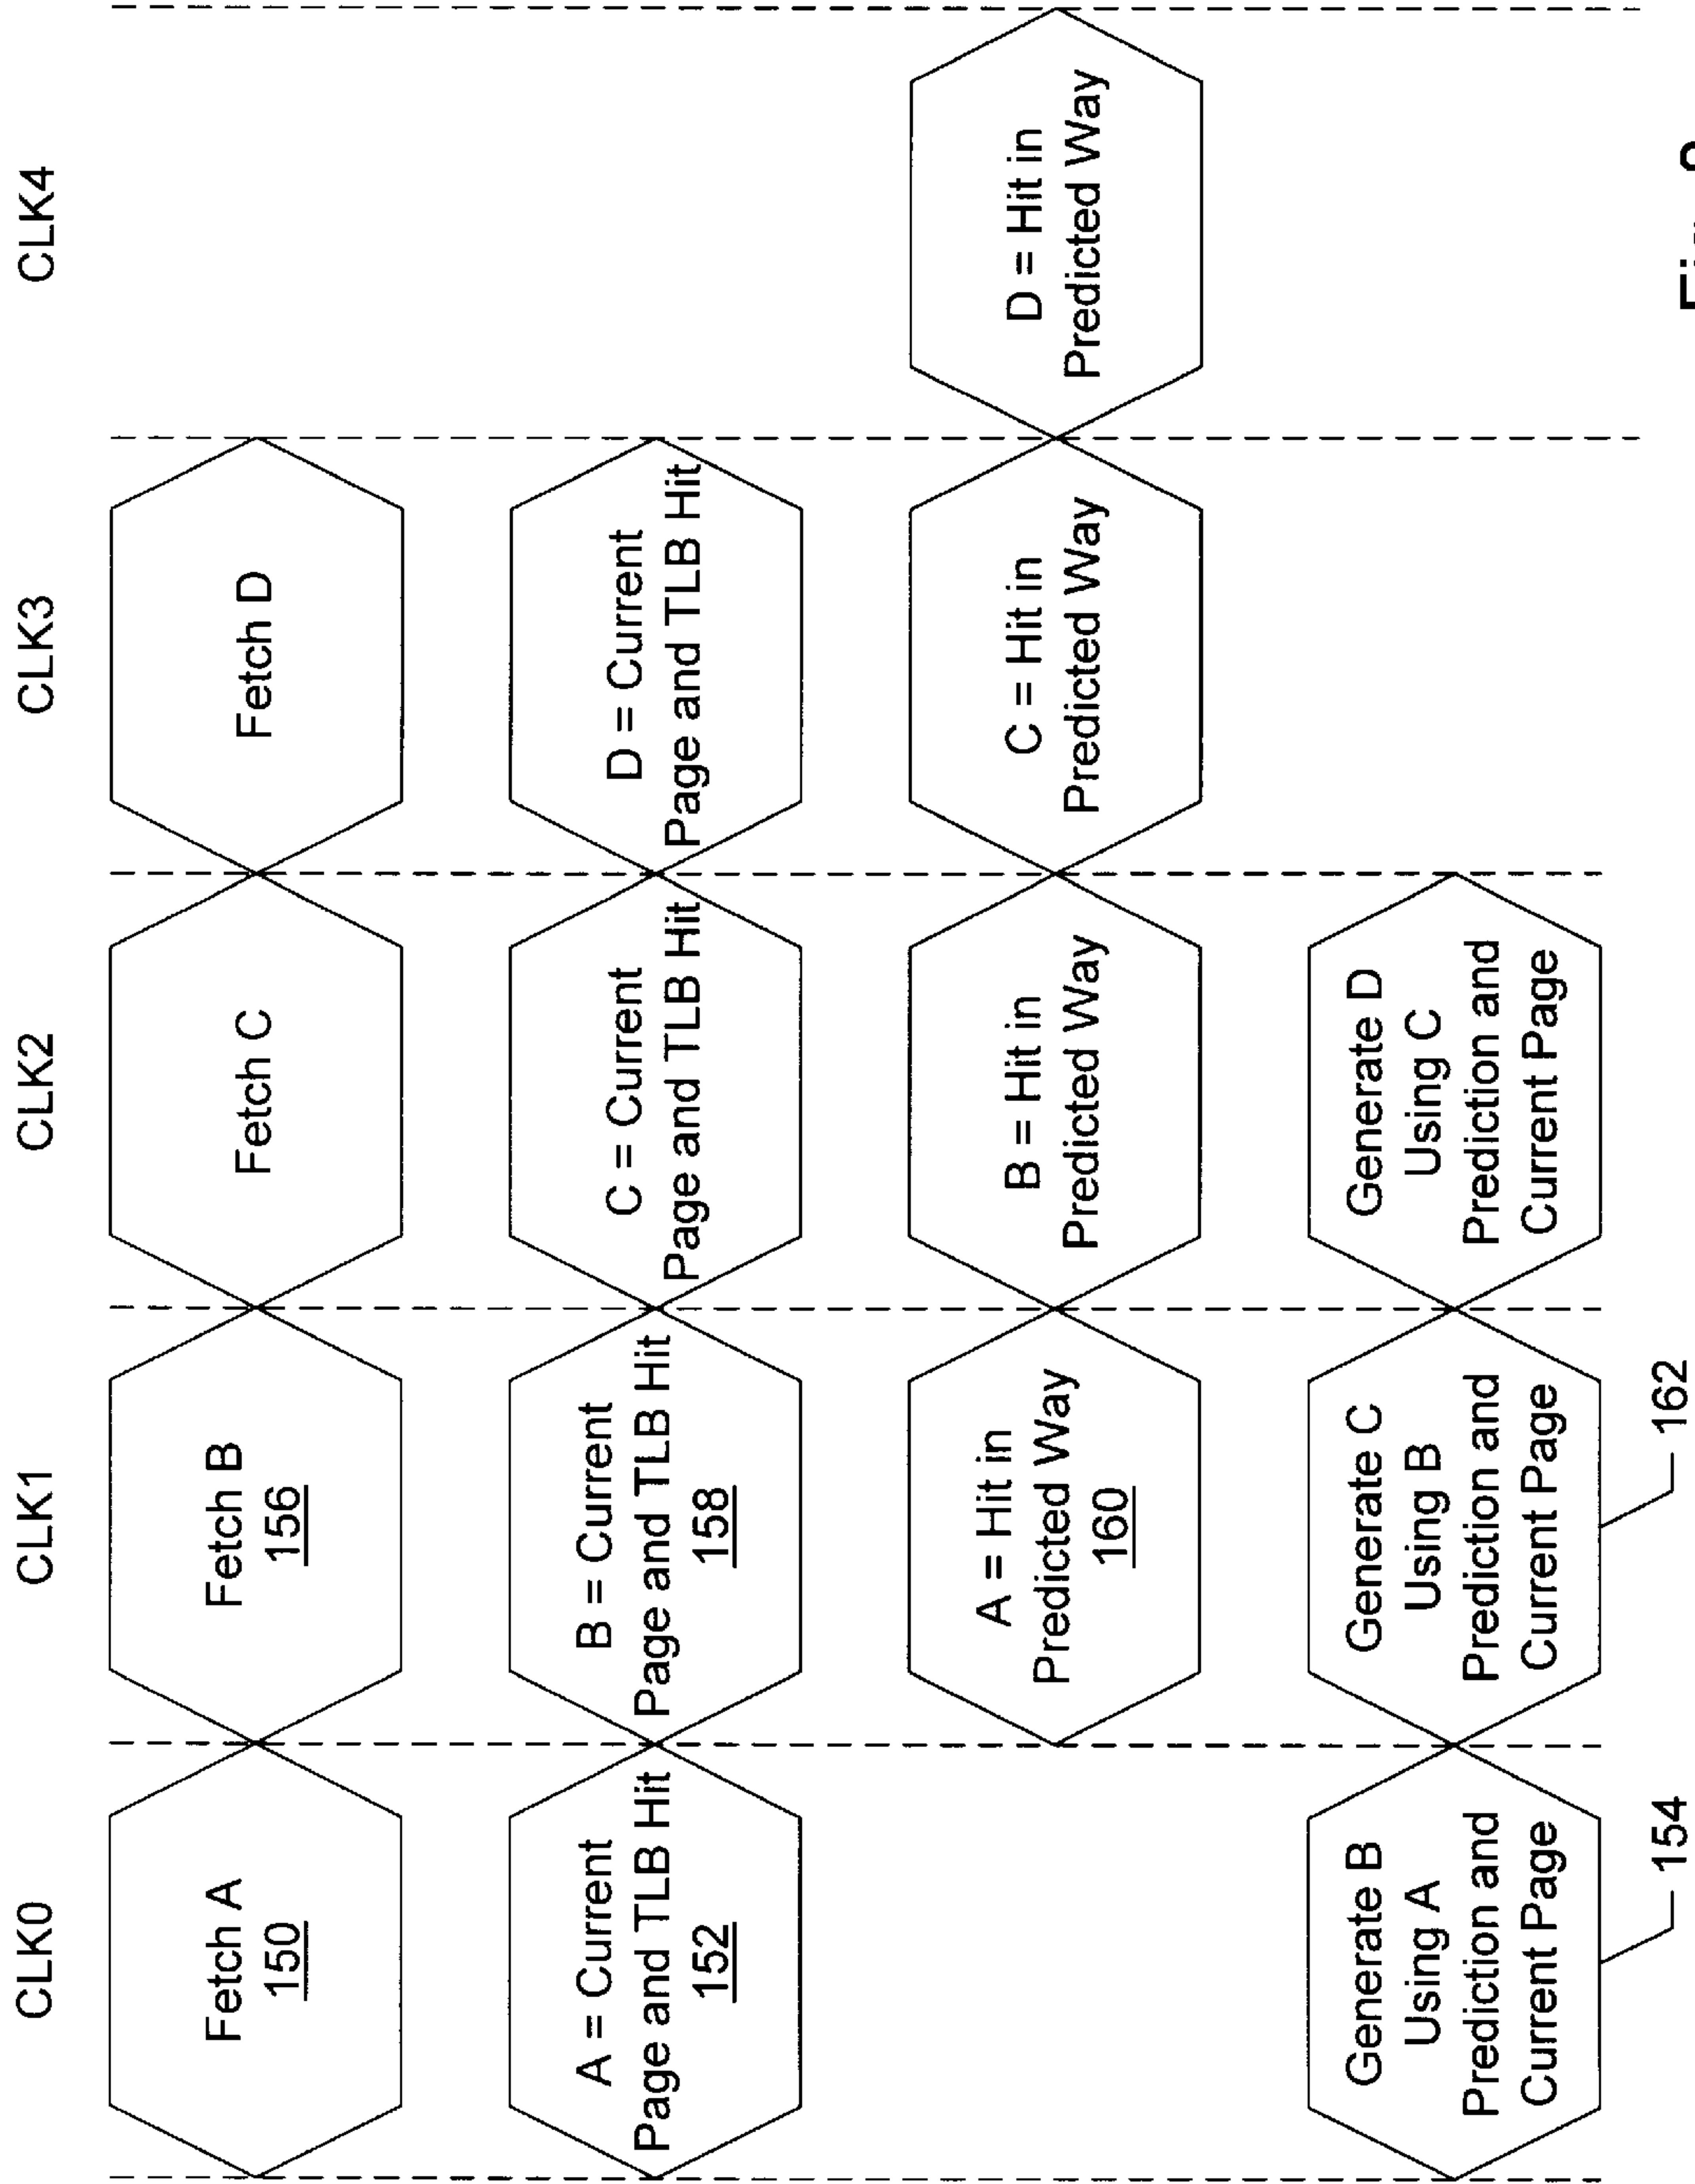 CLK0
CLK1
CLK2
CLK3
CLK4
Fetch A
150
Fetch B
156
Fetch C
Fetch D
A = Current
Page and TLB Hit
152
B = Current
Page and TLB Hit
158
C = Current
Page and TLB Hit
D = Current
Page and TLB Hit
A = Hit in
Predicted Way
160
B = Hit in
Predicted Way
C = Hit in
Predicted Way
D = Hit in
Predicted Way
Generate B
Using A
Prediction and
Current Page
154
Generate C
Using B
Prediction and
Current Page
162
Generate D
Using C
Prediction and
Current Page